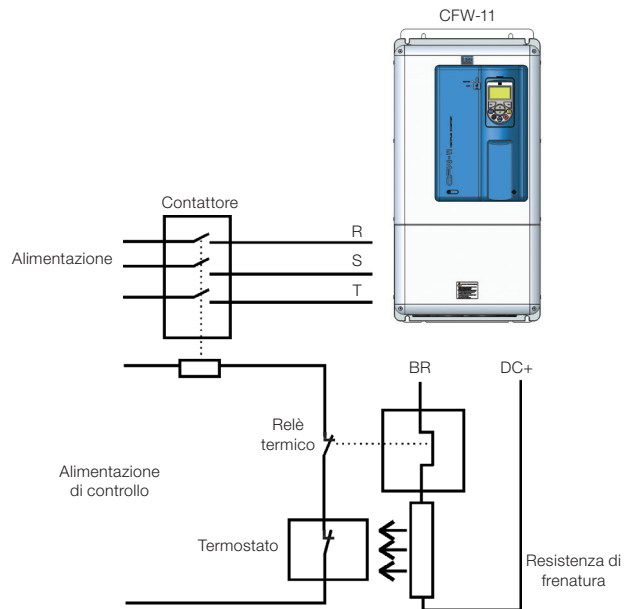 CFW-11
Contattore
Alimentazione
R
S
T
BR
DC+
Relè
termico
Alimentazione
di controllo
Termostato
Resistenza di
frenatura